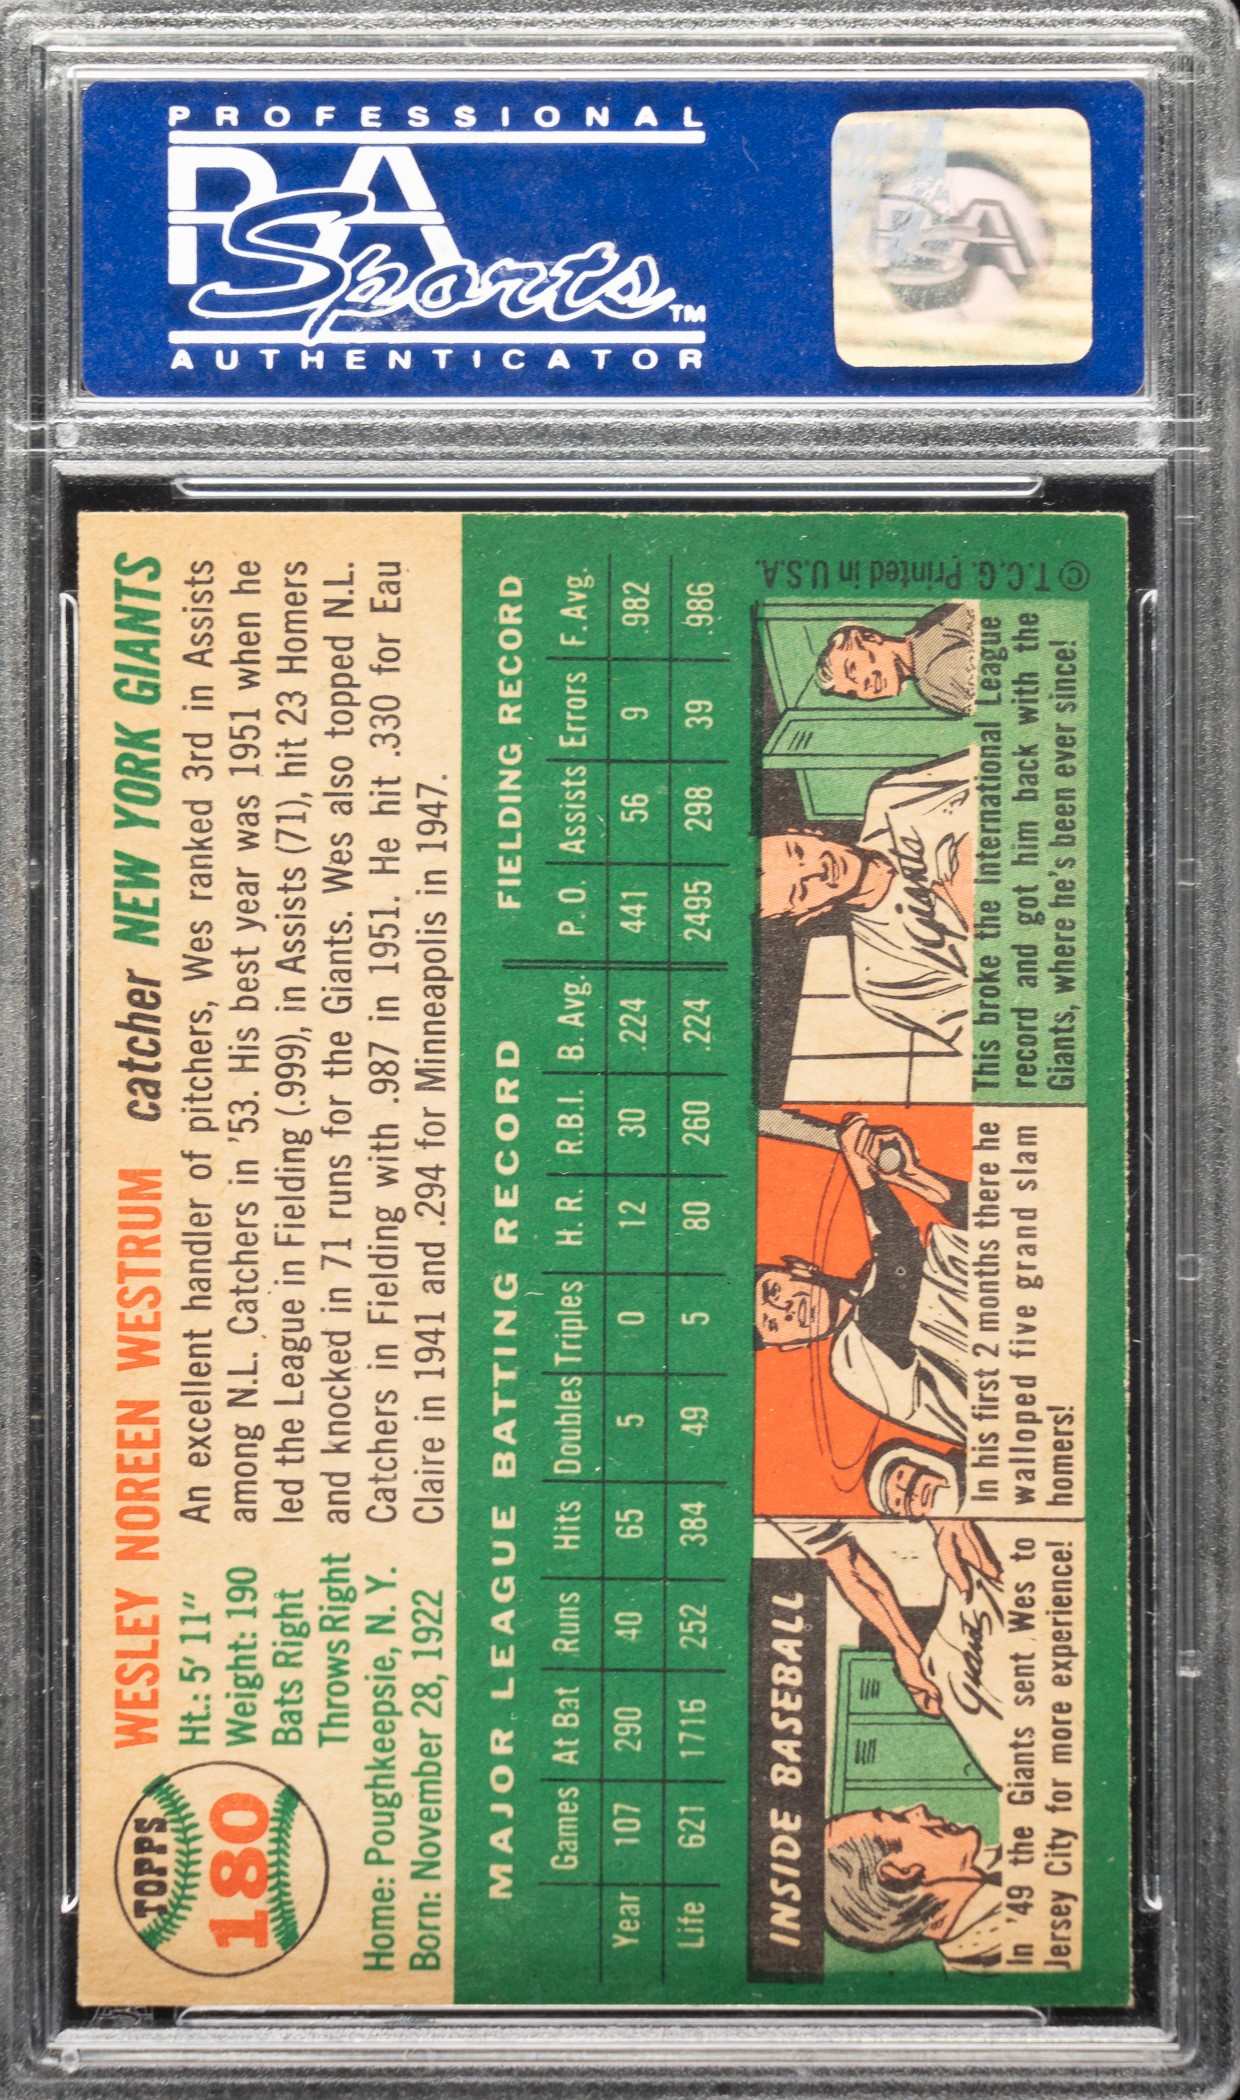 PROFESSIONAL
PSA
Sports™
AUTHENTICATOR
PSA
TOPPS
180
WESLEY NOREEN WESTRUM catcher NEW YORK GIANTS
Ht.: 5' 11"
Weight: 190
Bats Right
Throws Right
Home: Poughkeepsie, N. Y.
Born: November 28, 1922
An excellent handler of pitchers, Wes ranked 3rd in Assists
among N.L. Catchers in '53. His best year was 1951 when he
led the League in Fielding (.999), in Assists (71), hit 23 Homers
and knocked in 71 runs for the Giants. Wes also topped N.L.
Catchers in Fielding with .987 in 1951. He hit .330 for Eau
Claire in 1941 and .294 for Minneapolis in 1947.
MAJOR LEAGUE BATTING RECORD FIELDING RECORD
Games At Bat Runs Hits Doubles Triples H. R. R.B.I. B. Avg. P. O. Assists Errors F. Avg.
Year 107 290 40 65 5 0 12 30 .224 441 56 9 .982
Life 621 1716 252 384 49 5 80 260 .224 2495 298 39 .986
INSIDE BASEBALL
Giants
In '49 the Giants sent Wes to
Jersey City for more experience!
In his first 2 months there he
walloped five grand slam
homers!
Giants
This broke the International League
record and got him back with the
Giants, where he's been ever since!
© T.C.G. Printed in U.S.A.